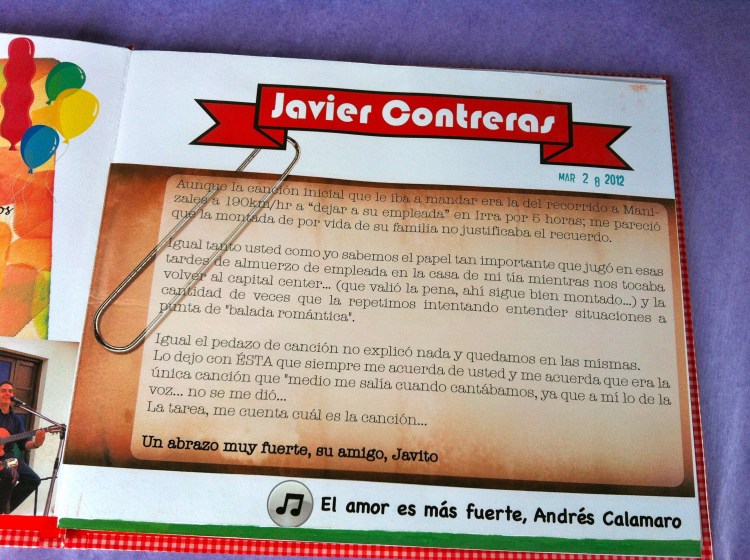 Javier Contreras
MAR 2 8 2012
Aunque la canción inicial que le iba a mandar era la del recorrido a Mani-
zales a 190km/hr a “dejar a su empleada” en Irra por 5 horas; me pareció
que la montada de por vida de su familia no justificaba el recuerdo.
Igual tanto usted como yo sabemos el papel tan importante que jugó en esas
tardes de almuerzo de empleada en la casa de mi tía mientras nos tocaba
volver al capital center... (que valió la pena, ahí sigue bien montado...) y la
cantidad de veces que la repetimos intentando entender situaciones a
punta de "balada romántica".
Igual el pedazo de canción no explicó nada y quedamos en las mismas.
Lo dejo con ÉSTA que siempre me acuerda de usted y me acuerda que era la
única canción que "medio me salía cuando cantábamos, ya que a mí lo de la
voz... no se me dió...
La tarea, me cuenta cuál es la canción...
Un abrazo muy fuerte, su amigo, Javito
El amor es más fuerte, Andrés Calamaro